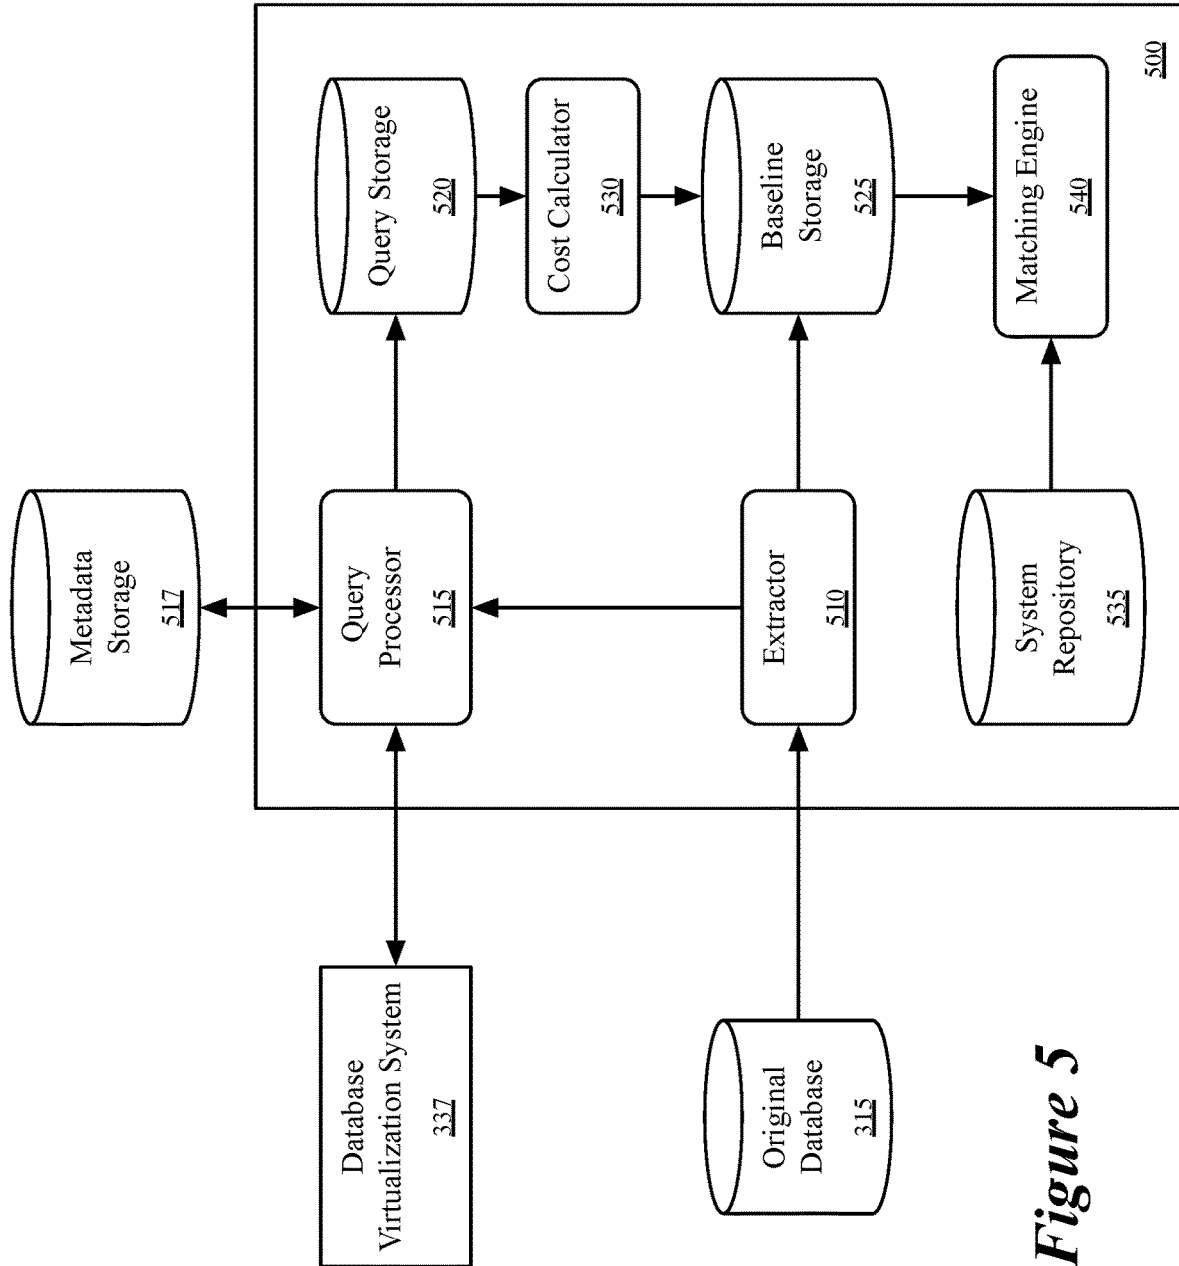 Metadata
Storage
517
Database
Virtualization System
337
Query
Processor
515
Query Storage
520
Cost Calculator
530
Original
Database
315
Extractor
510
Baseline
Storage
525
System
Repository
535
Matching Engine
540
500
Figure 5